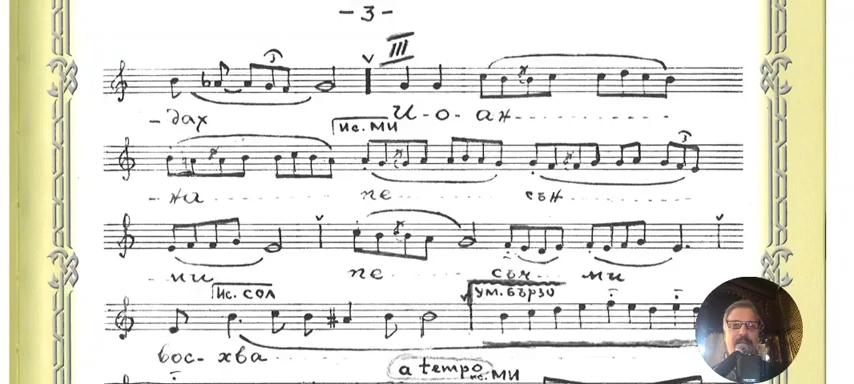 - 3 -
III
- дах И - о - ан
ис. МИ
- на пе сън
ни пе сън ми
ис. СОЛ ум. бързо
вос - хва
a tempo ис. МИ